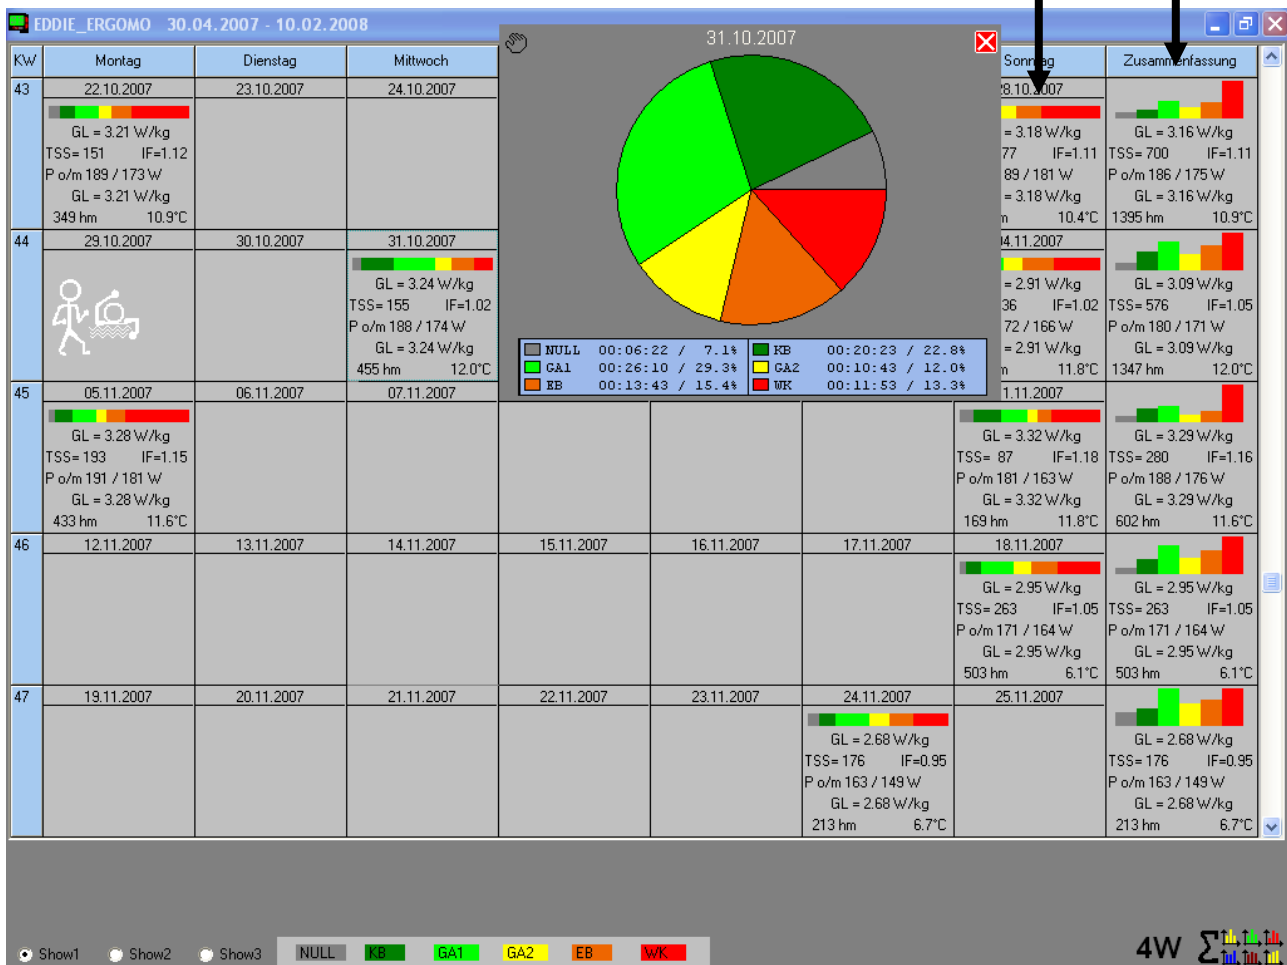 EDDIE_ERGOMO 30.04.2007 - 10.02.2008
KW Montag Dienstag Mittwoch Sonntag Zusammenfassung
31.10.2007
NULL 00:06:22 / 7.1% KB 00:20:23 / 22.8%
GA1 00:26:10 / 29.3% GA2 00:10:43 / 12.0%
EB 00:13:43 / 15.4% WK 00:11:53 / 13.3%
43 22.10.2007 23.10.2007 24.10.2007 28.10.2007
GL = 3.21 W/kg = 3.18 W/kg GL = 3.16 W/kg
TSS= 151 IF=1.12 77 IF=1.11 TSS= 700 IF=1.11
P o/m 189 / 173 W 89 / 181 W P o/m 186 / 175 W
GL = 3.21 W/kg = 3.18 W/kg GL = 3.16 W/kg
349 hm 10.9°C 10.4°C 1395 hm 10.9°C
44 29.10.2007 30.10.2007 31.10.2007 04.11.2007
GL = 3.24 W/kg = 2.91 W/kg GL = 3.09 W/kg
TSS= 155 IF=1.02 36 IF=1.02 TSS= 576 IF=1.05
P o/m 188 / 174 W 72 / 166 W P o/m 180 / 171 W
GL = 3.24 W/kg = 2.91 W/kg GL = 3.09 W/kg
455 hm 12.0°C 11.8°C 1347 hm 12.0°C
45 05.11.2007 06.11.2007 07.11.2007 1.11.2007
GL = 3.28 W/kg GL = 3.32 W/kg GL = 3.29 W/kg
TSS= 193 IF=1.15 TSS= 87 IF=1.18 TSS= 280 IF=1.16
P o/m 191 / 181 W P o/m 181 / 163 W P o/m 188 / 176 W
GL = 3.28 W/kg GL = 3.32 W/kg GL = 3.29 W/kg
433 hm 11.6°C 169 hm 11.8°C 602 hm 11.6°C
46 12.11.2007 13.11.2007 14.11.2007 15.11.2007 16.11.2007 17.11.2007 18.11.2007
GL = 2.95 W/kg GL = 2.95 W/kg
TSS= 263 IF=1.05 TSS= 263 IF=1.05
P o/m 171 / 164 W P o/m 171 / 164 W
GL = 2.95 W/kg GL = 2.95 W/kg
503 hm 6.1°C 503 hm 6.1°C
47 19.11.2007 20.11.2007 21.11.2007 22.11.2007 23.11.2007 24.11.2007 25.11.2007
GL = 2.68 W/kg GL = 2.68 W/kg
TSS= 176 IF=0.95 TSS= 176 IF=0.95
P o/m 163 / 149 W P o/m 163 / 149 W
GL = 2.68 W/kg GL = 2.68 W/kg
213 hm 6.7°C 213 hm 6.7°C
Show1 Show2 Show3 NULL KB GA1 GA2 EB WK 4W Σ